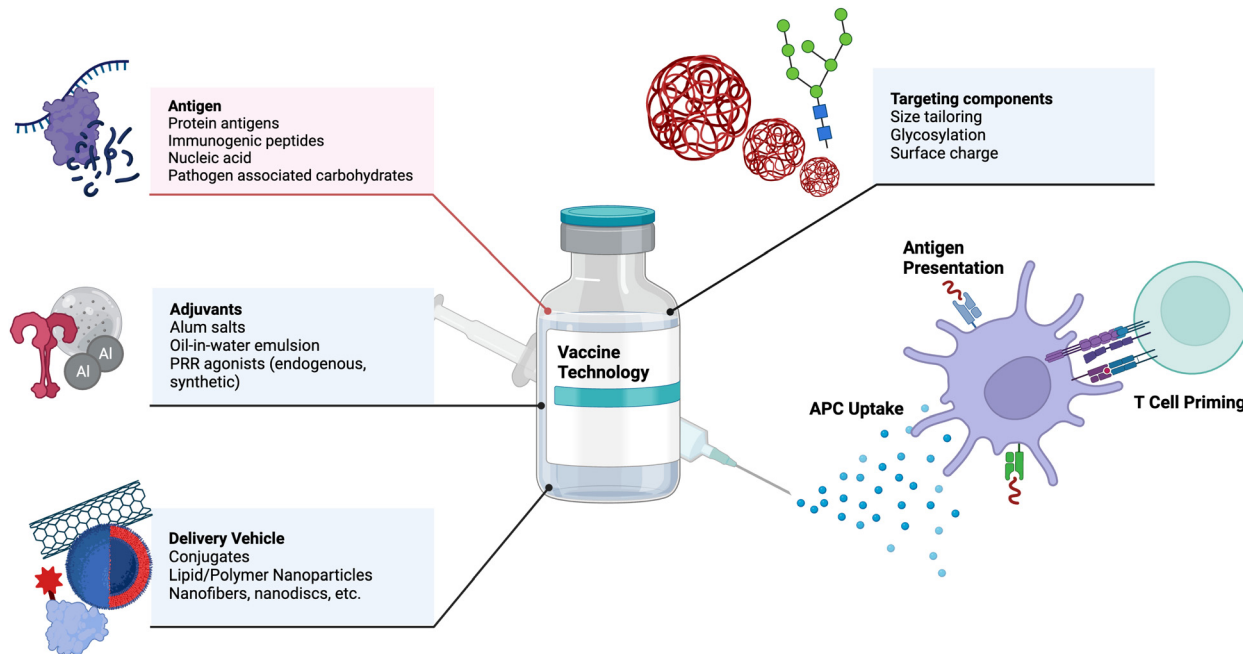 Antigen
Protein antigens
Immunogenic peptides
Nucleic acid
Pathogen associated carbohydrates
Targeting components
Size tailoring
Glycosylation
Surface charge
Adjuvants
Alum salts
Oil-in-water emulsion
PRR agonists (endogenous,
synthetic)
Al
Al
Vaccine
Technology
Antigen
Presentation
T Cell Priming
APC Uptake
Delivery Vehicle
Conjugates
Lipid/Polymer Nanoparticles
Nanofibers, nanodiscs, etc.